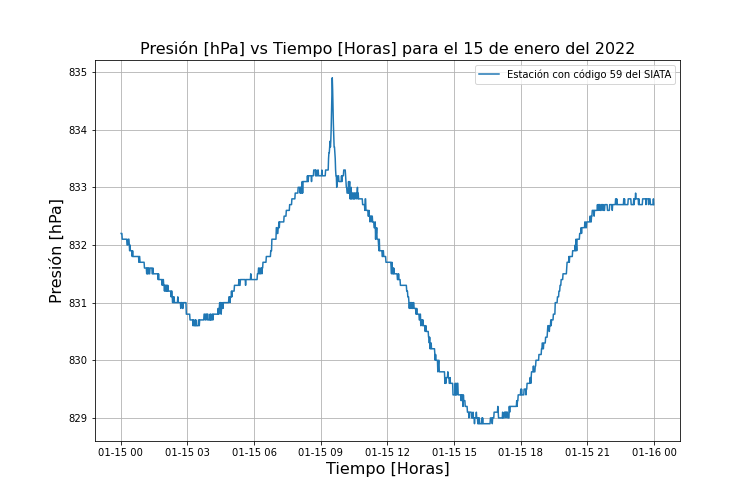 Presión [hPa] vs Tiempo [Horas] para el 15 de enero del 2022
Estación con código 59 del SIATA
Presión [hPa]
835
834
833
832
831
830
829
01-15 00 01-15 03 01-15 06 01-15 09 01-15 12 01-15 15 01-15 18 01-15 21 01-16 00
Tiempo [Horas]